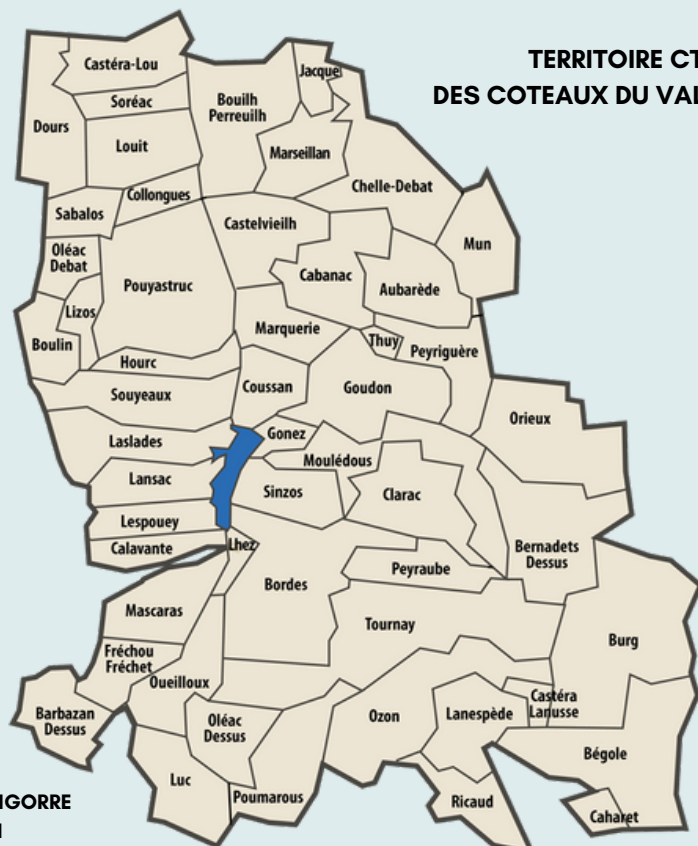 TERRITOIRE CT
DES COTEAUX DU VAL
Castéra-Lou
Jacque
Soréac
Bouilh
Perreuilh
Dours
Louit
Marseillan
Chelle-Debat
Collongues
Sabalos
Castelvieilh
Mun
Oléac
Debat
Cabanac
Pouyastruc
Aubarède
Lizos
Marquerie
Boulin
Thuy
Peyriguère
Hourc
Coussan
Goudon
Souyeaux
Orieux
Laslades
Gonez
Moulédous
Lansac
Sinzos
Clarac
Lespouey
Calavante
Lhez
Bernadets
Dessus
Peyraube
Bordes
Mascaras
Tournay
Burg
Fréchou
Fréchet
Oueilloux
Castéra
Lanusse
Barbazan
Dessus
Oléac
Dessus
Ozon
Lanespède
Bégole
Luc
Poumarous
Ricaud
Caharet
IGORRE